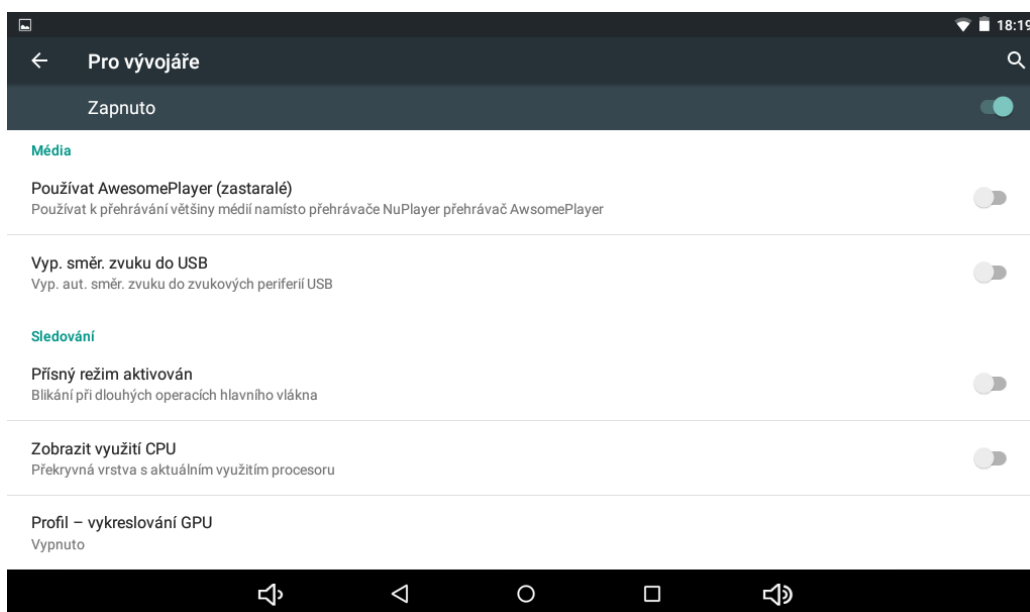 18:19
Pro vývojáře
Zapnuto
Média
Používat AwesomePlayer (zastaralé)
Používat k přehrávání většiny médií namísto přehrávače NuPlayer přehrávač AwsomePlayer
Vyp. směr. zvuku do USB
Vyp. aut. směr. zvuku do zvukových periferií USB
Sledování
Přísný režim aktivován
Blikání při dlouhých operacích hlavního vlákna
Zobrazit využití CPU
Překryvná vrstva s aktuálním využitím procesoru
Profil – vykreslování GPU
Vypnuto